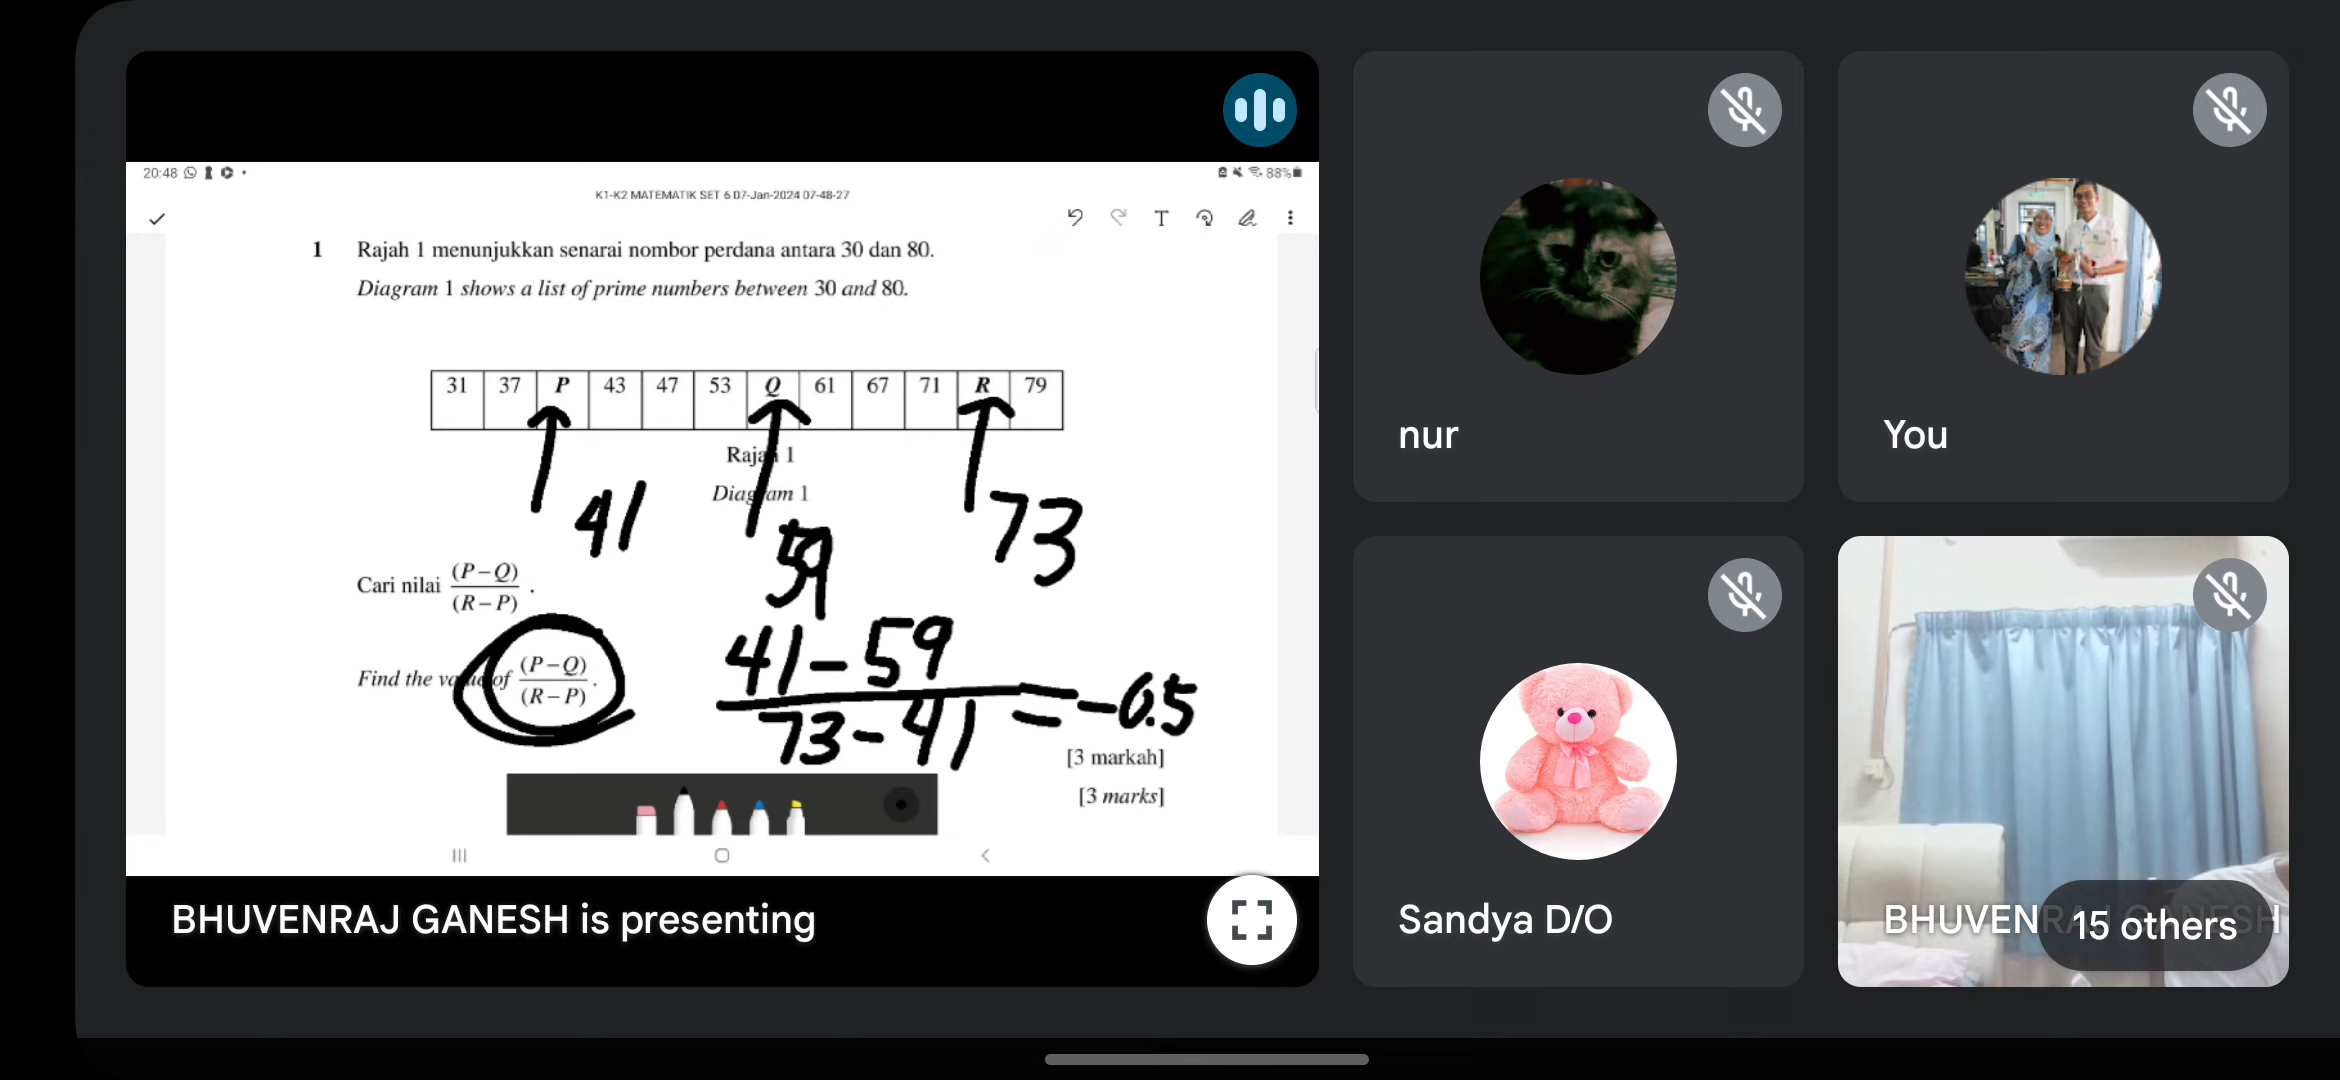 20:48
88%
K1-K2 MATEMATIK SET 6 07-Jan-2024 07-48-27
T
1 Rajah 1 menunjukkan senarai nombor perdana antara 30 dan 80.
Diagram 1 shows a list of prime numbers between 30 and 80.
31 37 P 43 47 53 Q 61 67 71 R 79
Rajah 1
Diagram 1
41
59
73
Cari nilai (P – Q)
(R – P) .
Find the value of (P – Q)
(R – P) .
41 – 59
73 – 41
= –0.5
[3 markah]
[3 marks]
BHUVENRAJ GANESH is presenting
nur
You
Sandya D/O
BHUVENRAJ GANESH
15 others